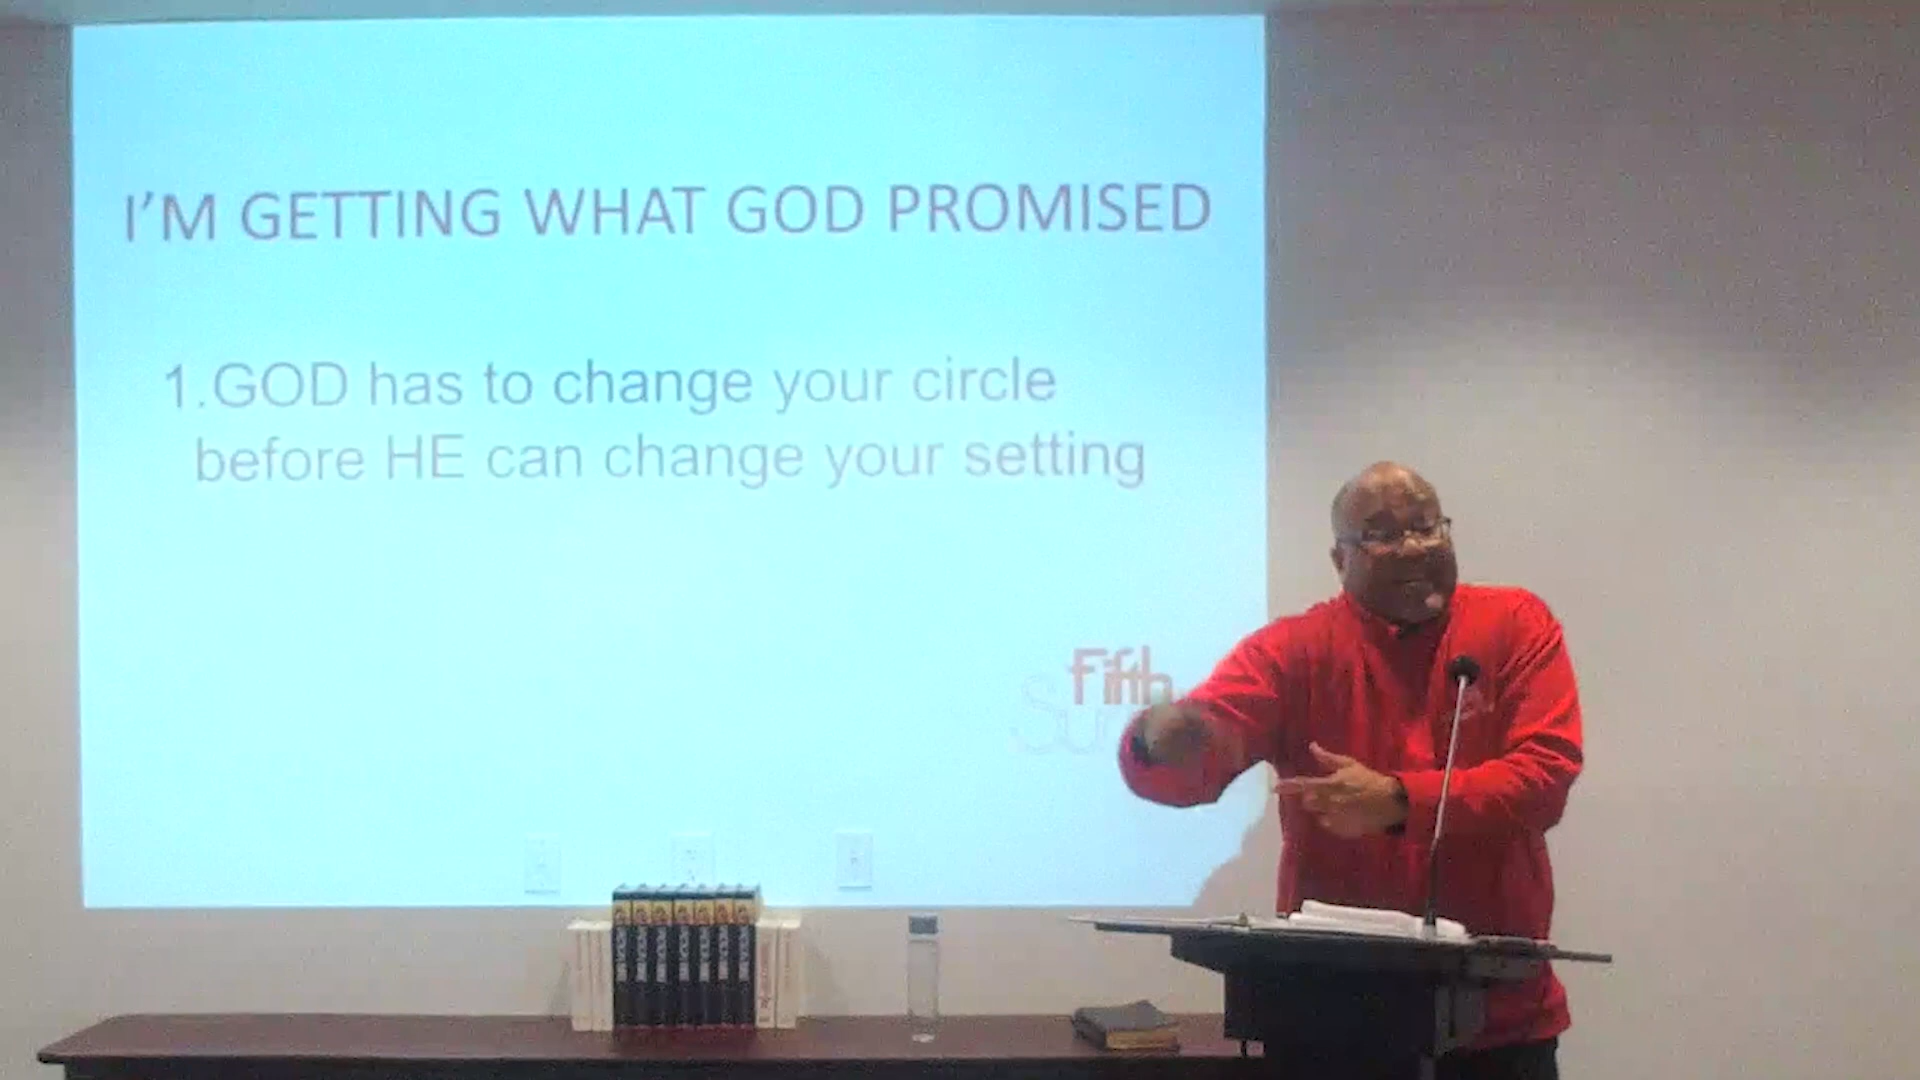 I'M GETTING WHAT GOD PROMISED
1.GOD has to change your circle
before HE can change your setting
Fifth